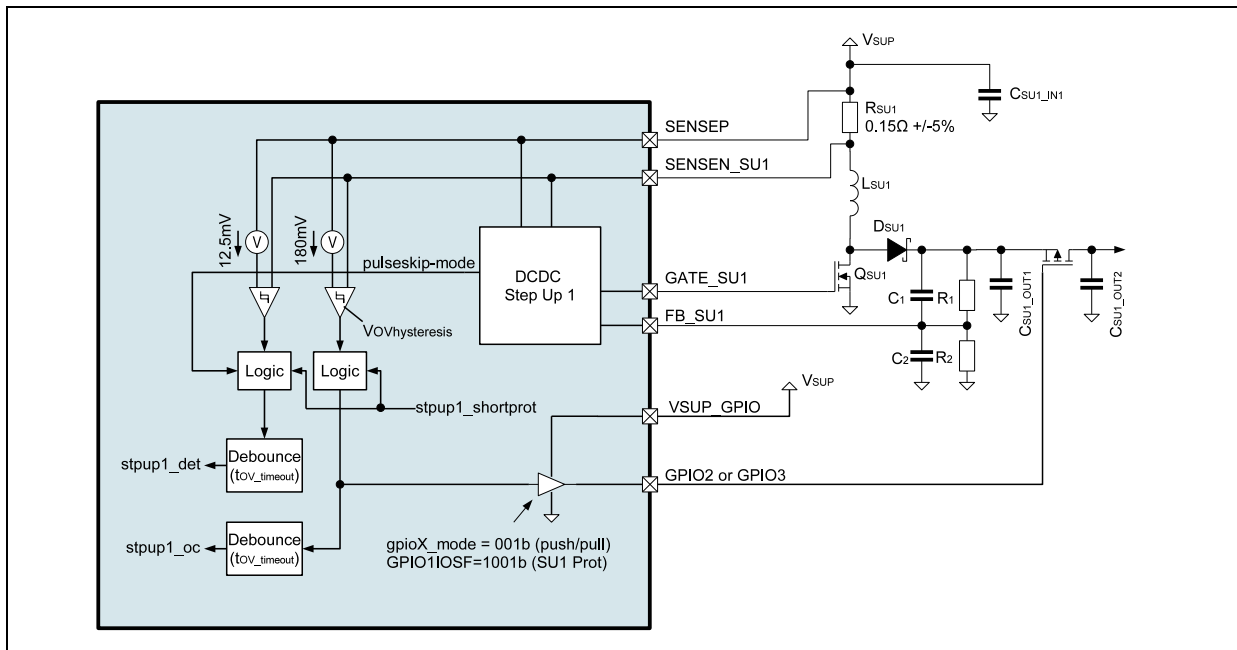 VSUP
CSU1_IN1
RSU1
0.15Ω +/-5%
SENSEP
SENSEN_SU1
LSU1
12.5mV
V
180mV
V
pulseskip-mode
DCDC
Step Up 1
DSU1
GATE_SU1
QSU1
C1
R1
CSU1_OUT1
CSU1_OUT2
FB_SU1
VOVhysteresis
C2
R2
Logic
Logic
stpup1_shortprot
VSUP
VSUP_GPIO
Debounce
(tOV_timeout)
stpup1_det
GPIO2 or GPIO3
Debounce
(tOV_timeout)
stpup1_oc
gpioX_mode = 001b (push/pull)
GPIO1IOSF=1001b (SU1 Prot)